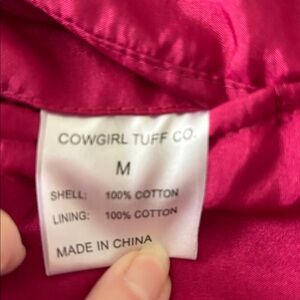 COWGIRL TUFF CO.
M
SHELL: 100% COTTON
LINING: 100% COTTON
MADE IN CHINA